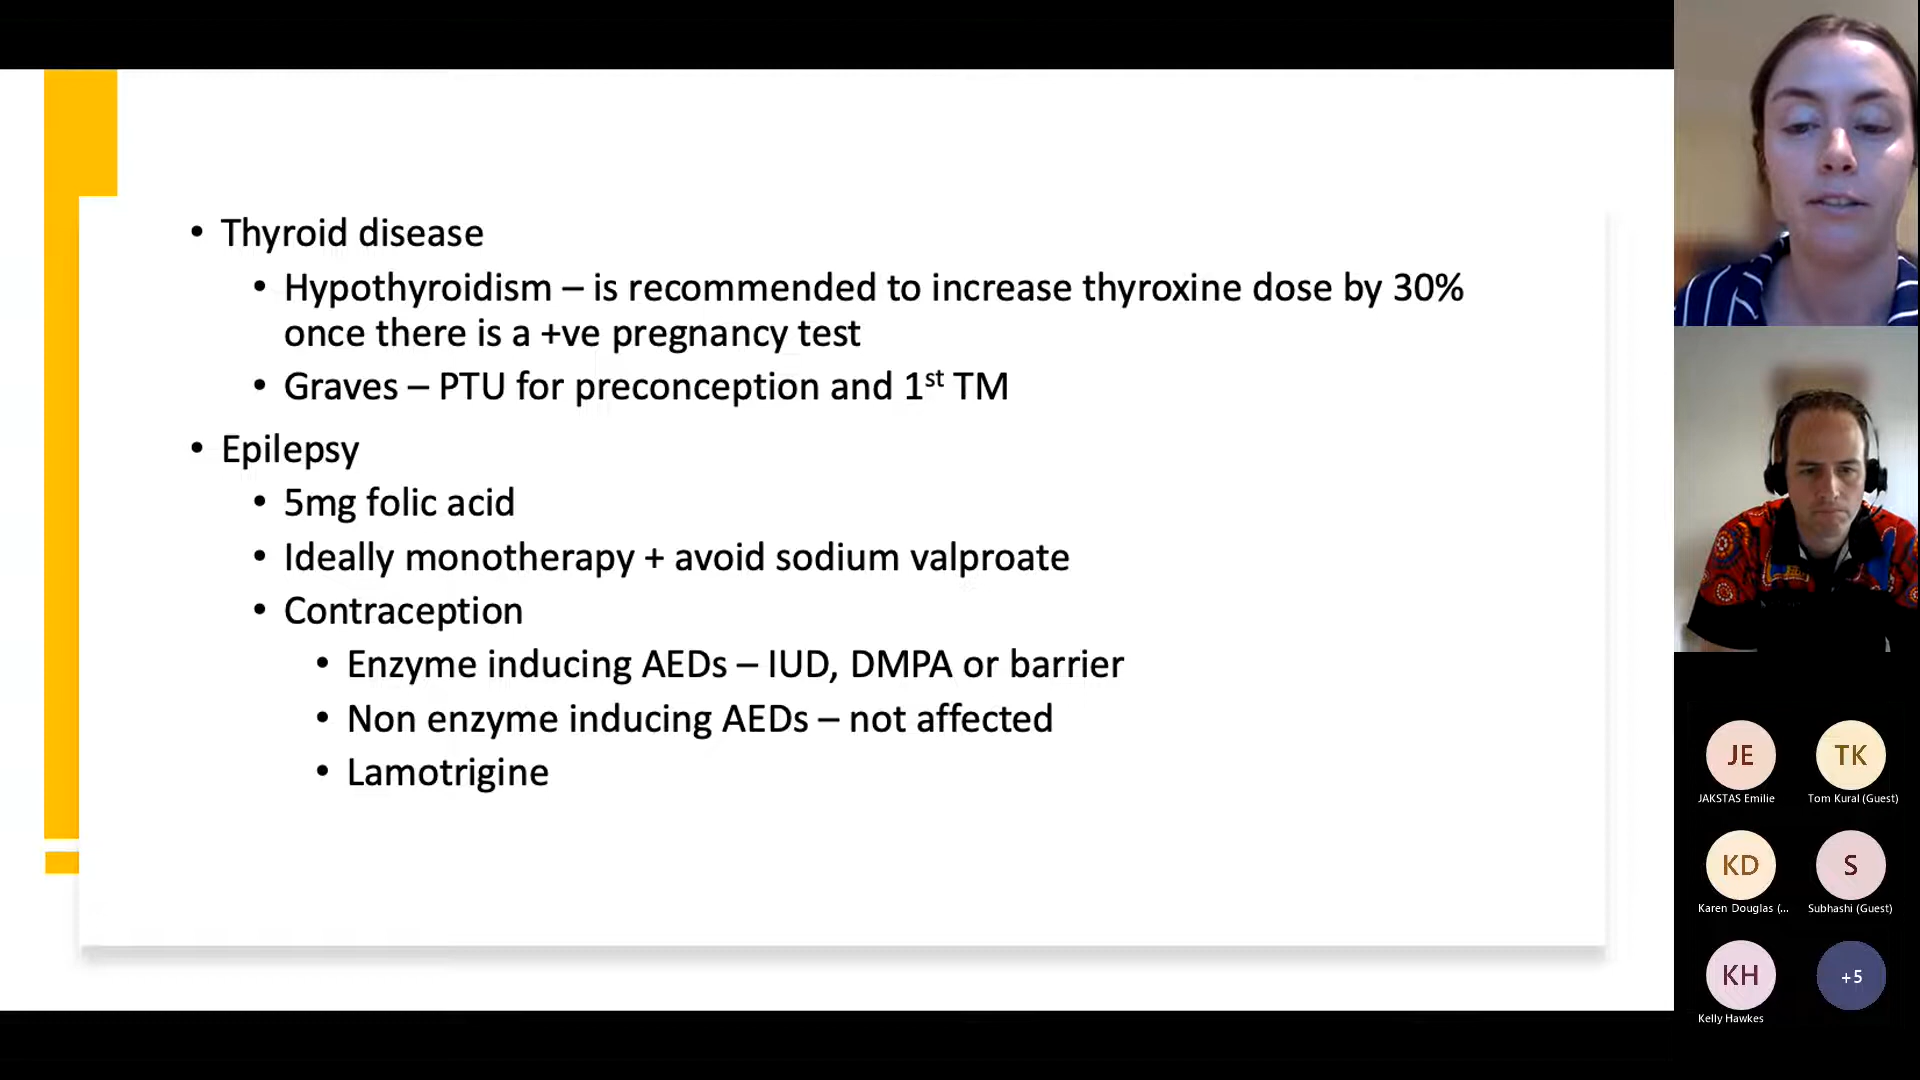 • Thyroid disease
• Hypothyroidism – is recommended to increase thyroxine dose by 30%
once there is a +ve pregnancy test
• Graves – PTU for preconception and 1st TM
• Epilepsy
• 5mg folic acid
• Ideally monotherapy + avoid sodium valproate
• Contraception
• Enzyme inducing AEDs – IUD, DMPA or barrier
• Non enzyme inducing AEDs – not affected
• Lamotrigine
JE
TK
JAKSTAS Emilie
Tom Kural (Guest)
KD
S
Karen Douglas (...
Subhashi (Guest)
KH
+5
Kelly Hawkes